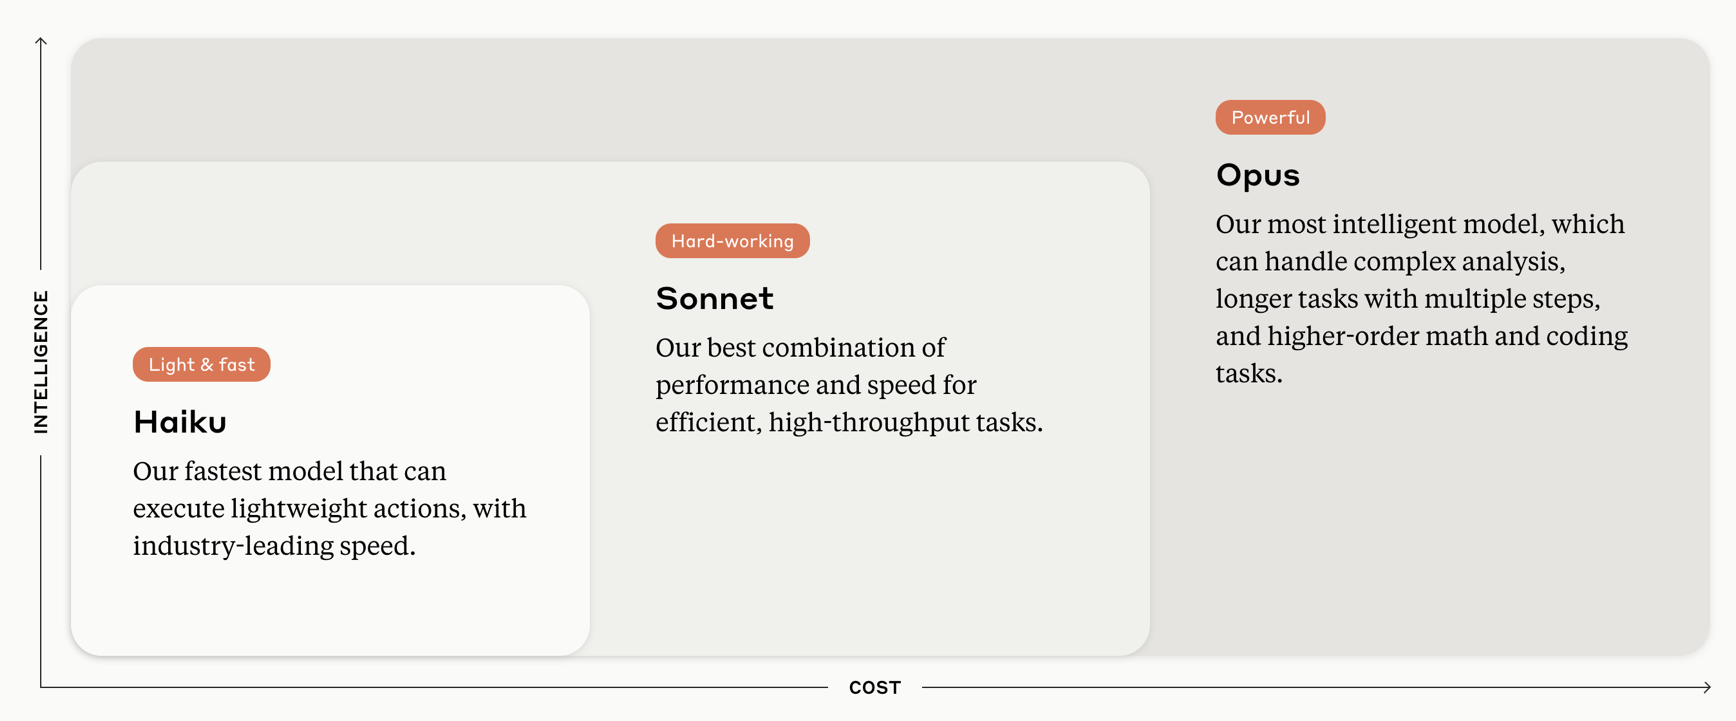 INTELLIGENCE
Light & fast
Haiku
Our fastest model that can
execute lightweight actions, with
industry-leading speed.
Hard-working
Sonnet
Our best combination of
performance and speed for
efficient, high-throughput tasks.
Powerful
Opus
Our most intelligent model, which
can handle complex analysis,
longer tasks with multiple steps,
and higher-order math and coding
tasks.
COST